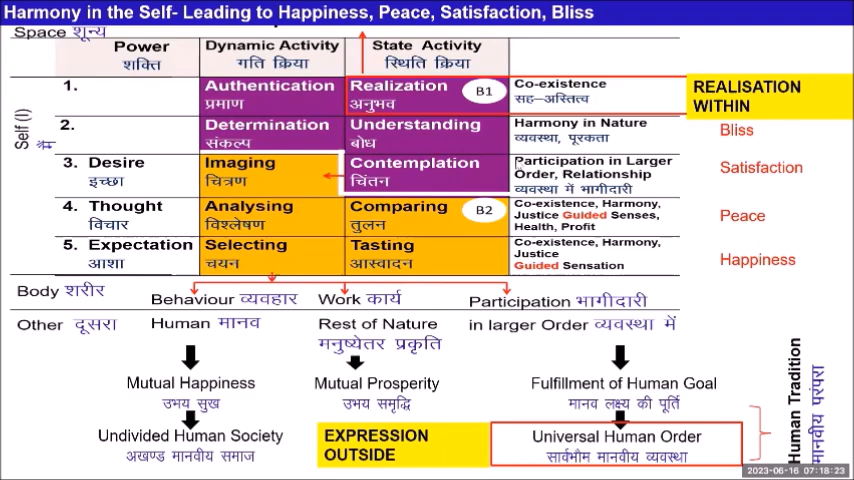 Harmony in the Self- Leading to Happiness, Peace, Satisfaction, Bliss
Space शून्य
Power Dynamic Activity State Activity
शक्ति गति क्रिया स्थिति क्रिया
Self (I)
मैं
1. Authentication Realization B1 Co-existence
प्रमाण अनुभव सह–अस्तित्व
REALISATION
WITHIN
2. Determination Understanding Harmony in Nature Bliss
संकल्प बोध व्यवस्था, पूरकता
3. Desire Imaging Contemplation Participation in Larger
Order, Relationship
इच्छा चित्रण चिंतन व्यवस्था में भागीदारी
Satisfaction
4. Thought Analysing Comparing B2 Co-existence, Harmony,
Justice Guided Senses,
विचार विश्लेषण तुलन Health, Profit
Peace
5. Expectation Selecting Tasting Co-existence, Harmony,
Justice
आशा चयन आस्वादन Guided Sensation
Happiness
Body शरीर Behaviour व्यवहार Work कार्य Participation भागीदारी
Other दूसरा Human मानव Rest of Nature in larger Order व्यवस्था में
मनुष्येतर प्रकृति
Mutual Happiness Mutual Prosperity Fulfillment of Human Goal
उभय सुख उभय समृद्धि मानव लक्ष्य की पूर्ति
Undivided Human Society EXPRESSION Universal Human Order
अखण्ड मानवीय समाज OUTSIDE सार्वभौम मानवीय व्यवस्था
Human Tradition
मानवीय परंपरा
2023-06-16 17:18:23